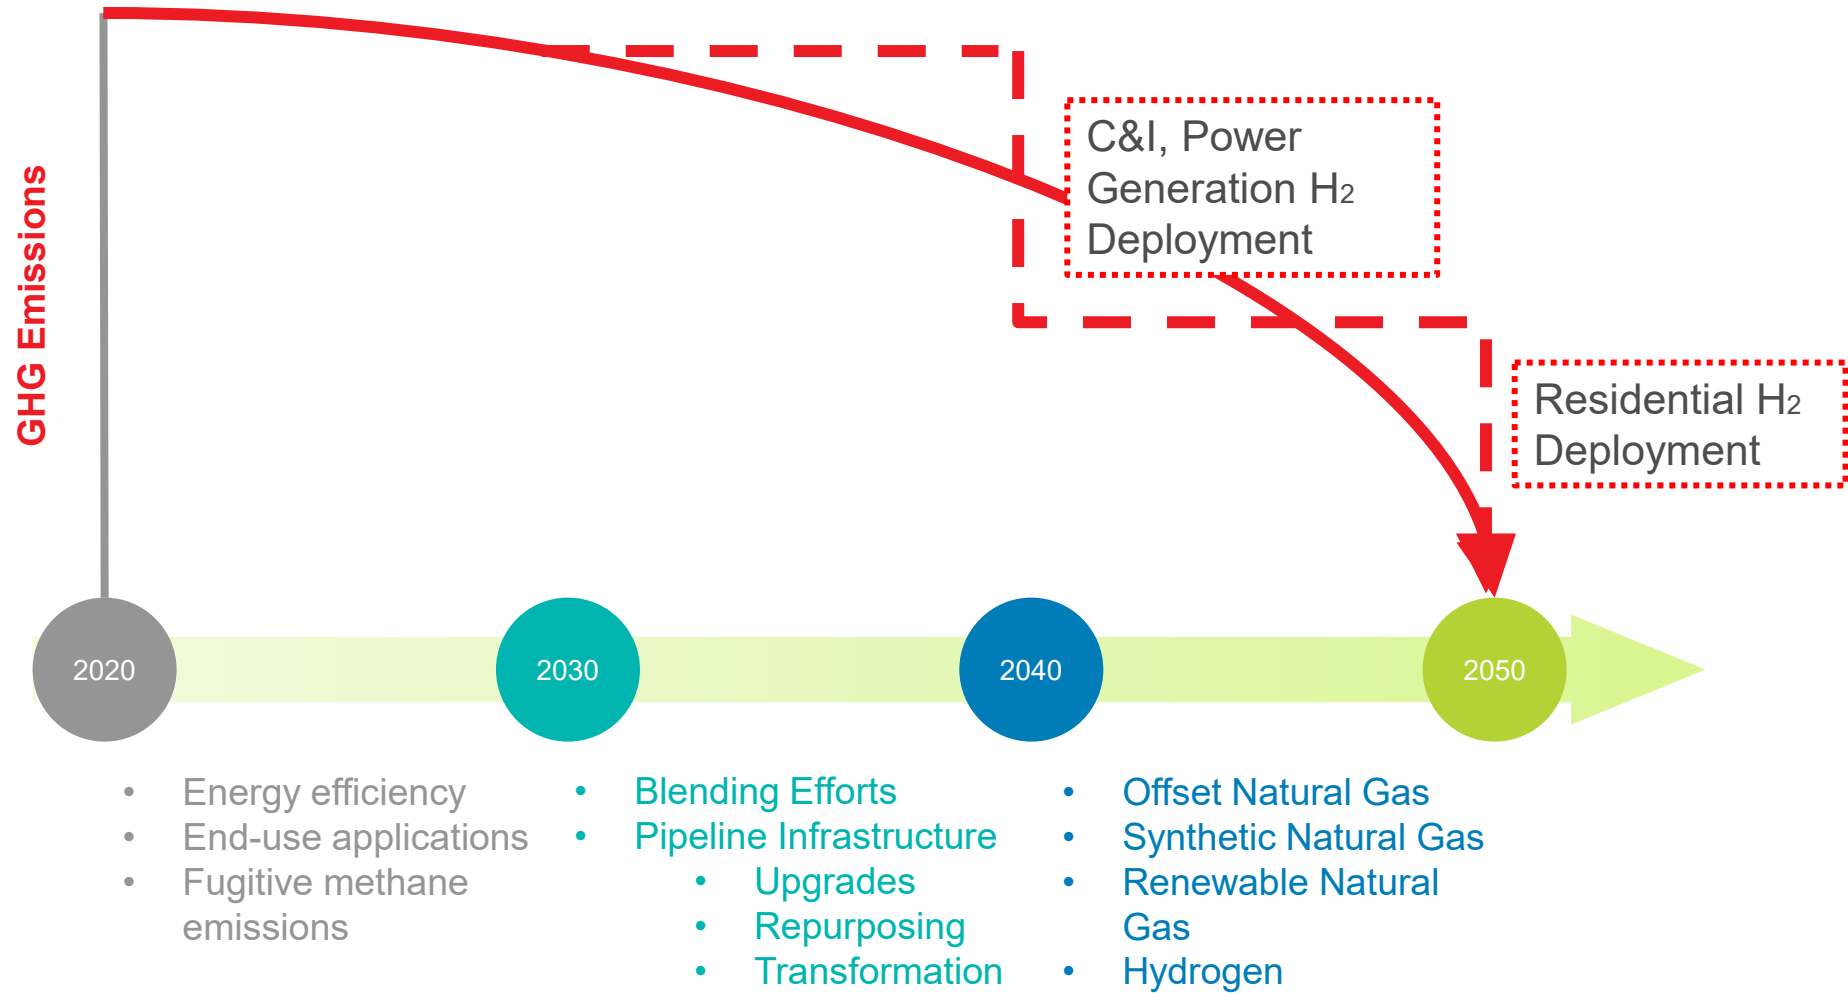 GHG Emissions
C&I, Power
Generation H2
Deployment
Residential H2
Deployment
2020
2030
2040
2050
• Energy efficiency
• End-use applications
• Fugitive methane
emissions
• Blending Efforts
• Pipeline Infrastructure
• Upgrades
• Repurposing
• Transformation
• Offset Natural Gas
• Synthetic Natural Gas
• Renewable Natural
Gas
• Hydrogen